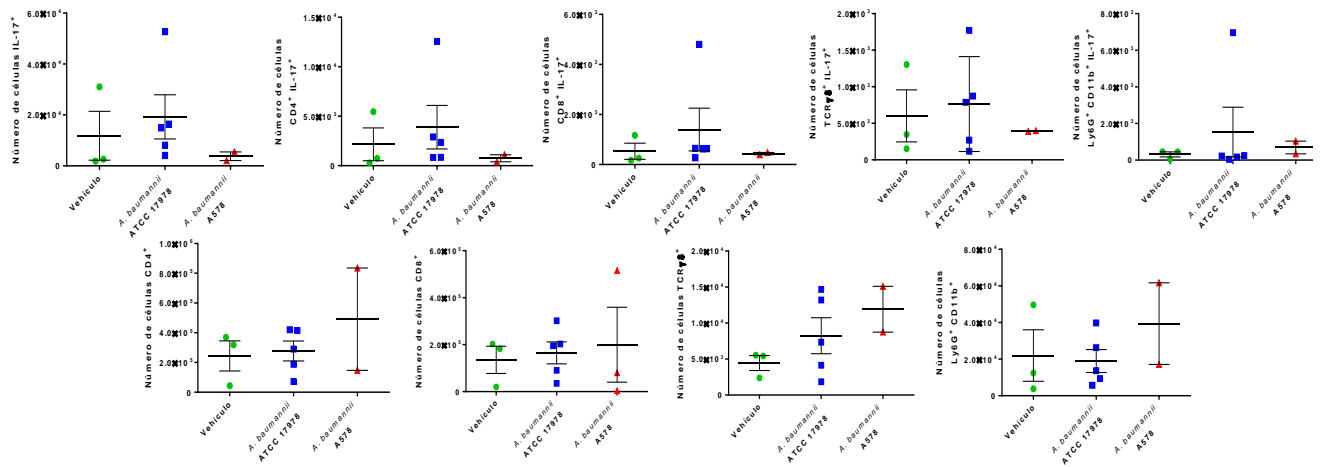 Número de células IL-17⁺
6.0✖10⁴
4.0✖10⁴
2.0✖10⁴
0
Vehículo
A. baumannii
ATCC 17978
A. baumannii
A578
Número de células
CD4⁺ IL-17⁺
1.5✖10⁴
1.0✖10⁴
5.0✖10³
0
Vehículo
A. baumannii
ATCC 17978
A. baumannii
A578
Número de células
CD8⁺ IL-17⁺
6.0✖10³
4.0✖10³
2.0✖10³
0
Vehículo
A. baumannii
ATCC 17978
A. baumannii
A578
Número de células
TCRγδ⁺ IL-17⁺
2.0✖10³
1.5✖10³
1.0✖10³
5.0✖10²
0
Vehículo
A. baumannii
ATCC 17978
A. baumannii
A578
Número de células
Ly6G⁺ CD11b⁺ IL-17⁺
8.0✖10³
6.0✖10³
4.0✖10³
2.0✖10³
0
Vehículo
A. baumannii
ATCC 17978
A. baumannii
A578
Número de células CD4⁺
1.0✖10⁶
8.0✖10⁵
6.0✖10⁵
4.0✖10⁵
2.0✖10⁵
0
Vehículo
A. baumannii
ATCC 17978
A. baumannii
A578
Número de células CD8⁺
6.0✖10⁵
4.0✖10⁵
2.0✖10⁵
0
Vehículo
A. baumannii
ATCC 17978
A. baumannii
A578
Número de células TCRγδ⁺
2.0✖10⁴
1.5✖10⁴
1.0✖10⁴
5.0✖10³
0
Vehículo
A. baumannii
ATCC 17978
A. baumannii
A578
Número de células
Ly6G⁺ CD11b⁺
8.0✖10⁴
6.0✖10⁴
4.0✖10⁴
2.0✖10⁴
0
Vehículo
A. baumannii
ATCC 17978
A. baumannii
A578